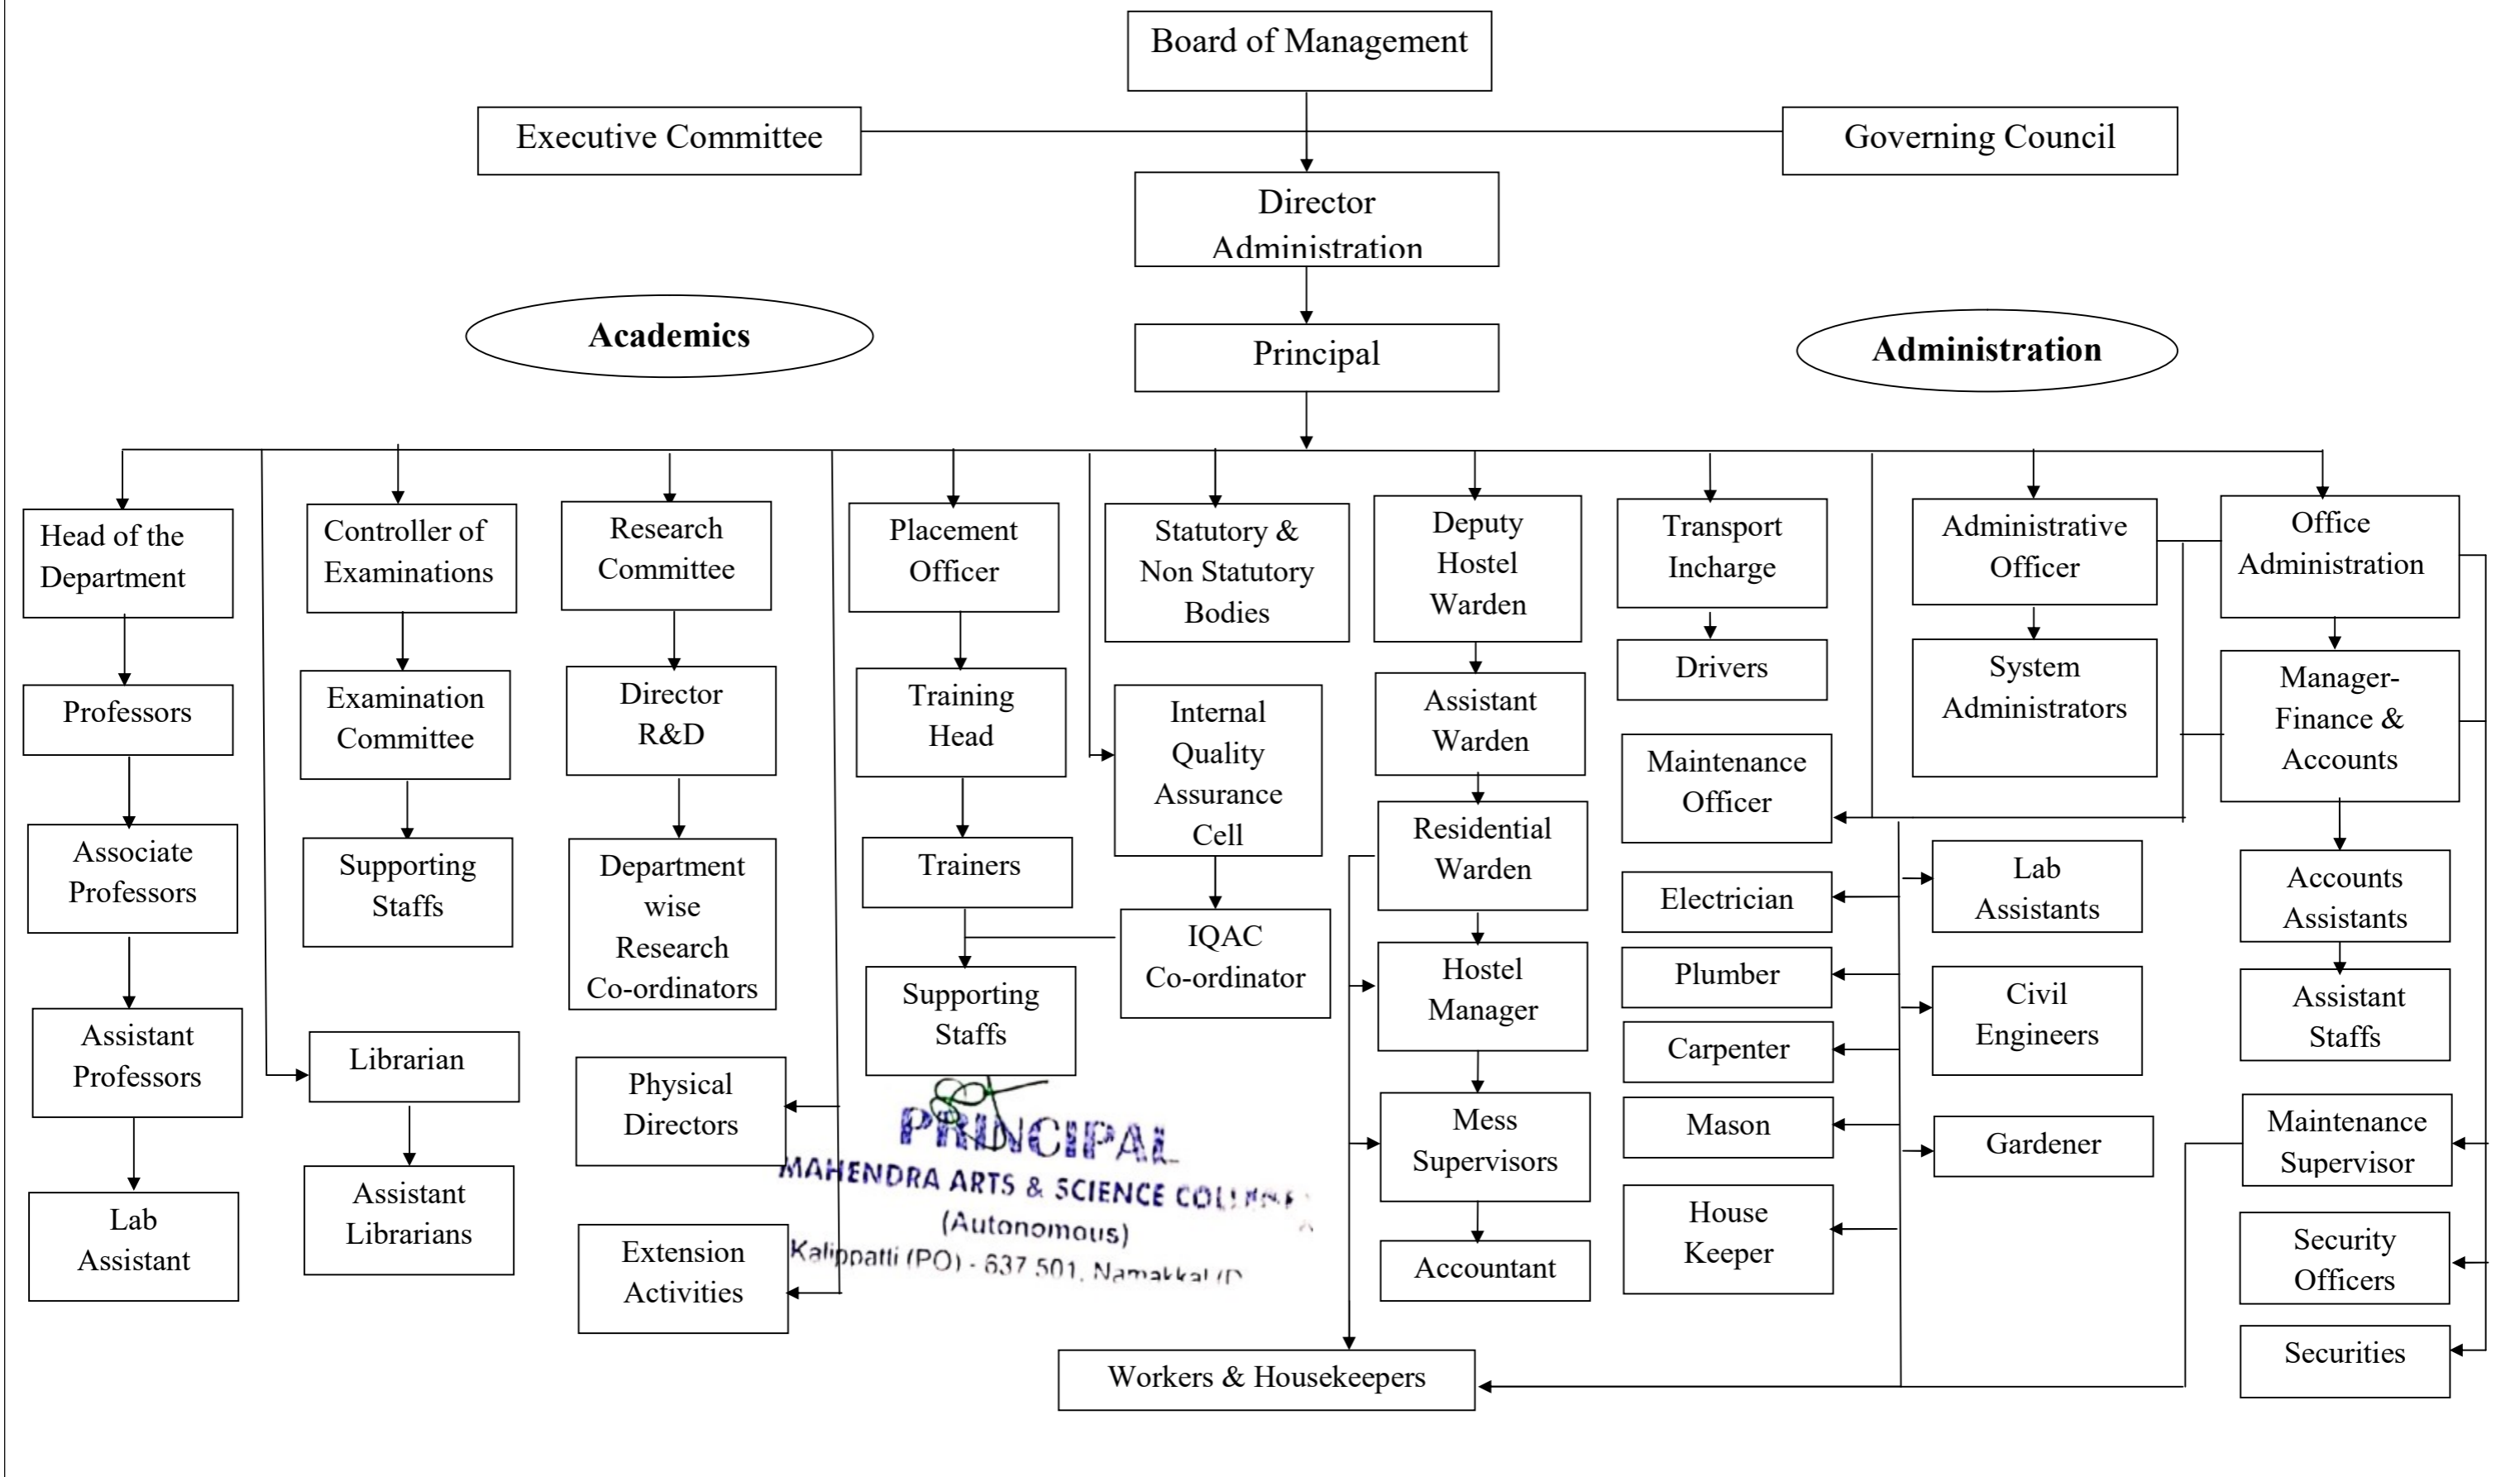 Board of Management
Executive Committee
Governing Council
Director
Administration
Academics
Principal
Administration
Head of the
Department
Controller of
Examinations
Research
Committee
Placement
Officer
Statutory &
Non Statutory
Bodies
Deputy
Hostel
Warden
Transport
Incharge
Administrative
Officer
Office
Administration
Professors
Examination
Committee
Director
R&D
Training
Head
Internal
Quality
Assurance
Cell
Assistant
Warden
Drivers
System
Administrators
Manager-
Finance &
Accounts
Maintenance
Officer
Associate
Professors
Supporting
Staffs
Department
wise
Research
Co-ordinators
Trainers
Residential
Warden
Electrician
Lab
Assistants
Accounts
Assistants
IQAC
Co-ordinator
Supporting
Staffs
Hostel
Manager
Plumber
Civil
Engineers
Assistant
Staffs
Assistant
Professors
Librarian
Physical
Directors
Carpenter
Mess
Supervisors
Mason
Gardener
Maintenance
Supervisor
Lab
Assistant
Assistant
Librarians
Extension
Activities
House
Keeper
Accountant
Security
Officers
Securities
Workers & Housekeepers
PRINCIPAL
MAHENDRA ARTS & SCIENCE
(Autonomous)
Kalippatti (PO) - 637 501, Namakkal